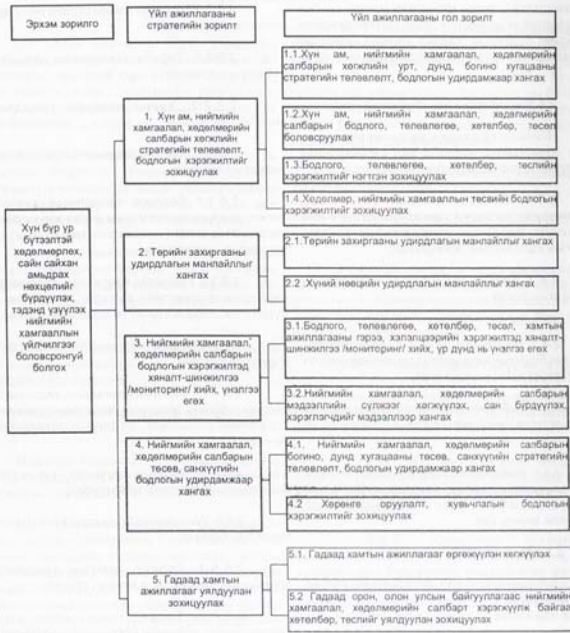 Эрхэм зорилго
Үйл ажиллагааны
стратегийн зорилт
Үйл ажиллагааны гол зорилт
Хүн бүр үр
бүтээлтэй
хөдөлмөрлөх,
сайн сайхан
амьдрах
нөхцөлийг
бүрдүүлэх,
тэдэнд үзүүлэх
нийгмийн
хамгааллын
үйлчилгээг
боловсронгуй
болгох
1. Хүн ам, нийгмийн
хамгаалал, хөдөлмөрийн
салбарын хөгжлийн
стратегийн төлөвлөлт,
бодлогын хэрэгжилтийг
зохицуулах
1.1.Хүн ам, нийгмийн хамгаалал, хөдөлмөрийн
салбарын хөгжлийн урт, дунд, богино хугацааны
стратегийн төлөвлөлт, бодлогын удирдамжаар хангах
1.2.Хүн ам, нийгмийн хамгаалал, хөдөлмөрийн
салбарын бодлого, төлөвлөгөө, хөтөлбөр, төсөл
боловсруулах
1.3.Бодлого, төлөвлөгөө, хөтөлбөр, төслийн
хэрэгжилтийг нэгтгэн зохицуулах
1.4.Хөдөлмөр, нийгмийн хамгааллын төсвийн бодлогын
хэрэгжилтийг зохицуулах
2. Төрийн захиргааны
удирдлагын манлайллыг
хангах
2.1.Төрийн захиргааны удирдлагын манлайллыг хангах
2.2 .Хүний нөөцийн удирдлагын манлайллыг хангах
3. Нийгмийн хамгаалал,
хөдөлмөрийн салбарын
бодлогын хэрэгжилтэд
хяналт-шинжилгээ
/мониторинг/ хийх, үнэлгээ
өгөх
3.1.Бодлого, төлөвлөгөө, хөтөлбөр, төсөл, хамтын
ажиллагааны гэрээ, хэлэлцээрийн хэрэгжилтэд хяналт-
шинжилгээ /мониторинг/ хийх, үр дүнд нь үнэлгээ өгөх
3.2.Нийгмийн хамгаалал, хөдөлмөрийн салбарын
мэдээллийн сүлжээг хөгжүүлэх, сан бүрдүүлэх,
хэрэглэгчдийг мэдээллээр хангах
4. Нийгмийн хамгаалал,
хөдөлмөрийн салбарын
төсөв, санхүүгийн
бодлогын удирдамжаар
хангах
4.1. Нийгмийн хамгаалал, хөдөлмөрийн салбарын
богино, дунд хугацааны төсөв, санхүүгийн стратегийн
төлөвлөлт, бодлогын удирдамжаар хангах
4.2 Хөрөнгө оруулалт, хувьчлалын бодлогын
хэрэгжилтийг зохицуулах
5. Гадаад хамтын
ажиллагааг уялдуулан
зохицуулах
5.1. Гадаад хамтын ажиллагааг өргөжүүлэн хөгжүүлэх
5.2 Гадаад орон, олон улсын байгууллагаас нийгмийн
хамгаалал, хөдөлмөрийн салбарт хэрэгжүүлж байгаа
хөтөлбөр, төслийг уялдуулан зохицуулах